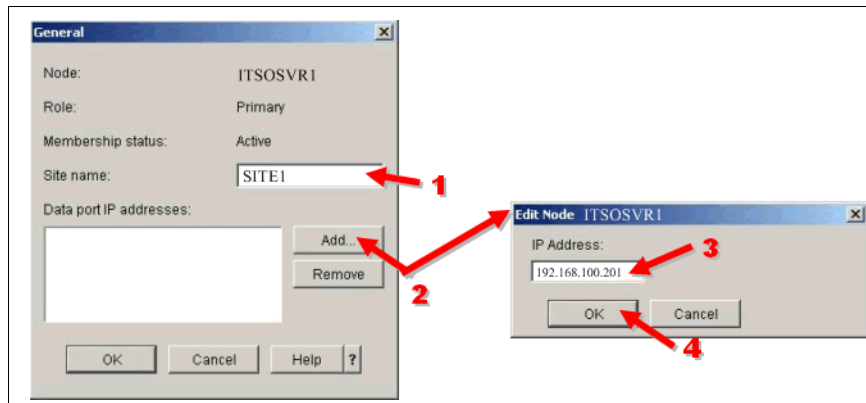 General
Node: ITSOSVR1
Role: Primary
Membership status: Active
Site name: SITE1
1
Data port IP addresses:
Add...
Remove
2
OK Cancel Help ?
Edit Node ITSOSVR1
IP Address:
3
192.168.100.201
OK Cancel
4